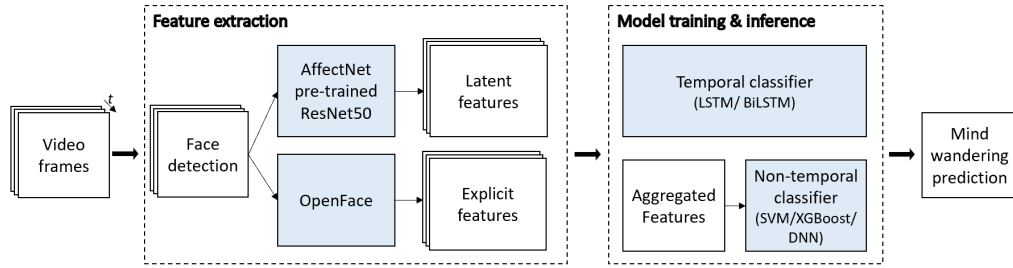 Feature extraction
Model training & inference
t
Video
frames
Face
detection
AffectNet
pre-trained
ResNet50
Latent
features
OpenFace
Explicit
features
Temporal classifier
(LSTM/ BiLSTM)
Aggregated
Features
Non-temporal
classifier
(SVM/XGBoost/
DNN)
Mind
wandering
prediction